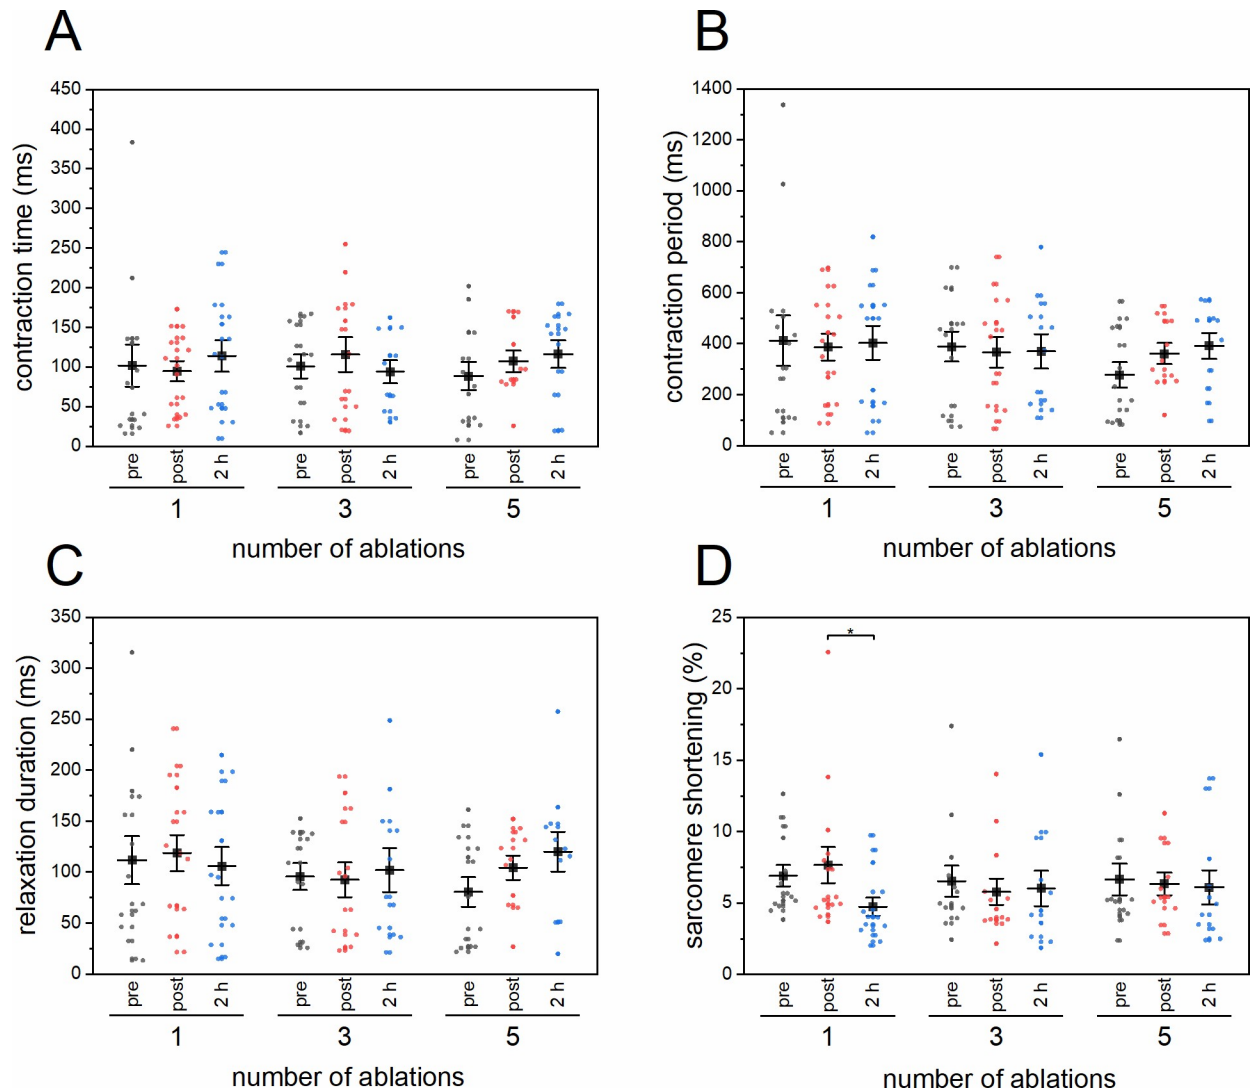 A
contraction time (ms)
450
400
350
300
250
200
150
100
50
0
pre
post
2 h
pre
post
2 h
pre
post
2 h
1
3
5
number of ablations
B
contraction period (ms)
1400
1200
1000
800
600
400
200
0
pre
post
2 h
pre
post
2 h
pre
post
2 h
1
3
5
number of ablations
C
relaxation duration (ms)
350
300
250
200
150
100
50
0
pre
post
2 h
pre
post
2 h
pre
post
2 h
1
3
5
number of ablations
D
sarcomere shortening (%)
25
20
15
10
5
0
*
pre
post
2 h
pre
post
2 h
pre
post
2 h
1
3
5
number of ablations